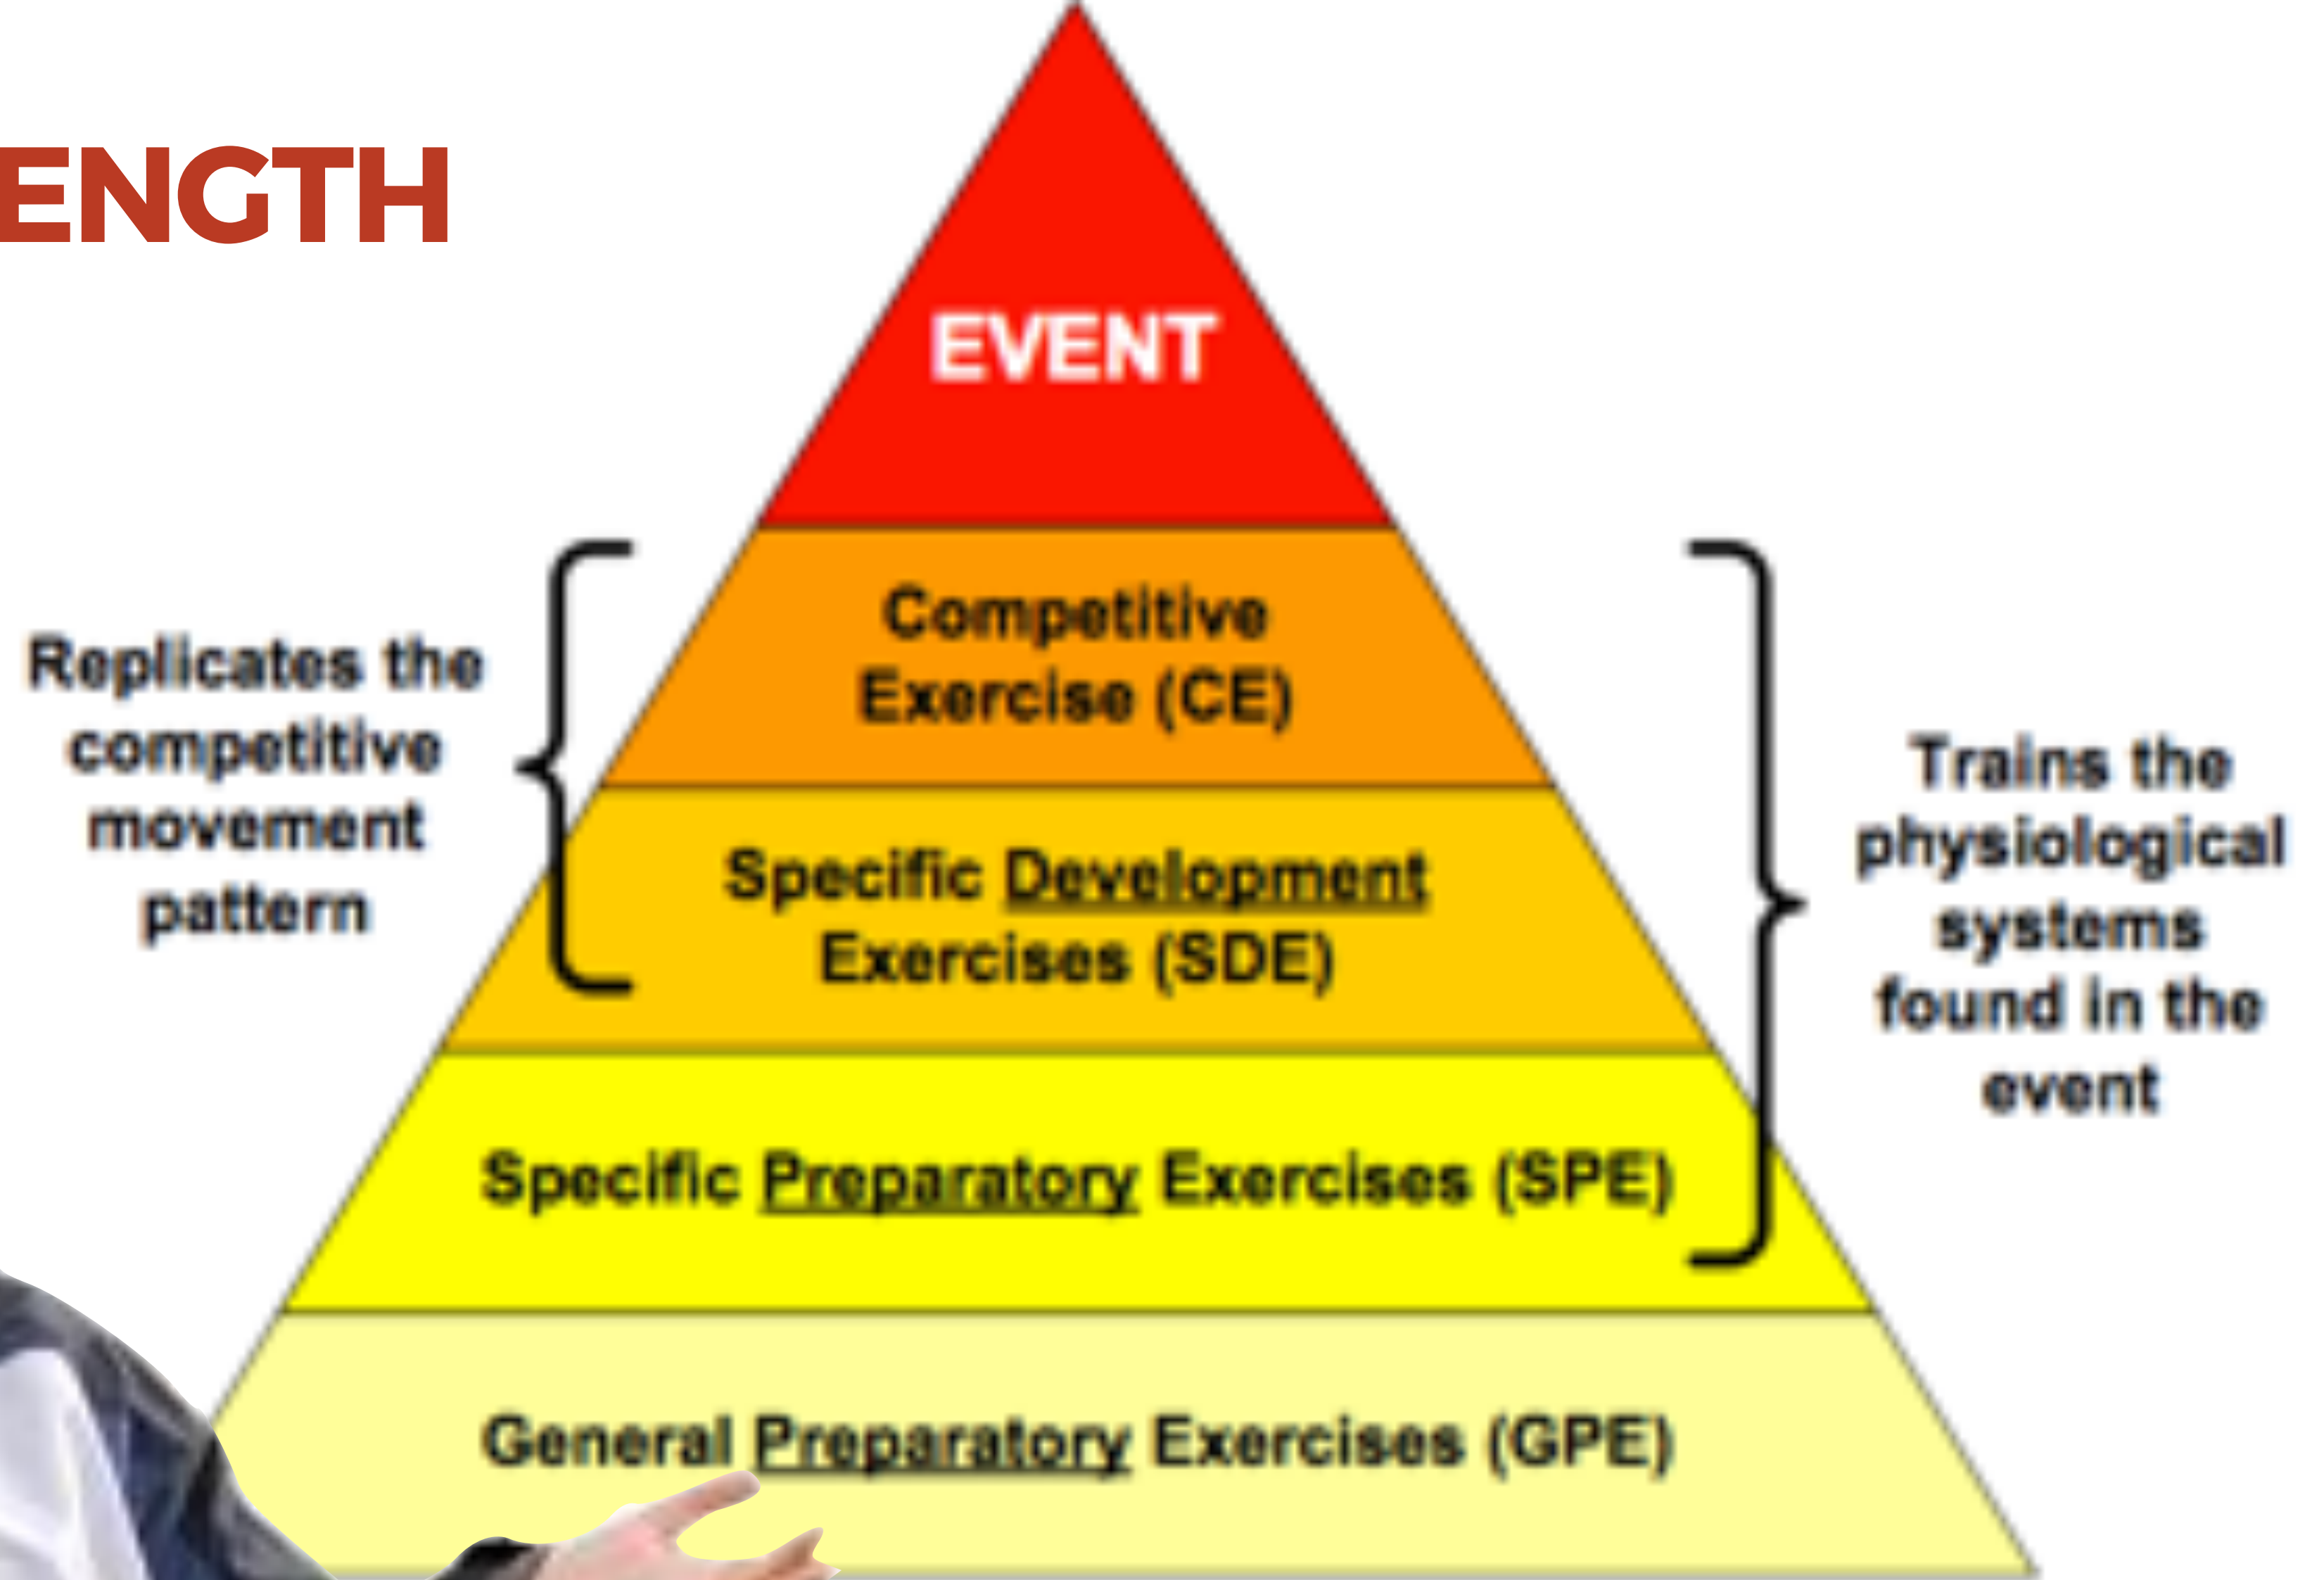 ENGTH
EVENT
Competitive
Exercise (CE)
Replicates the
competitive
movement
pattern
Specific Development
Exercises (SDE)
Trains the
physiological
systems
found in the
event
Specific Preparatory Exercises (SPE)
General Preparatory Exercises (GPE)